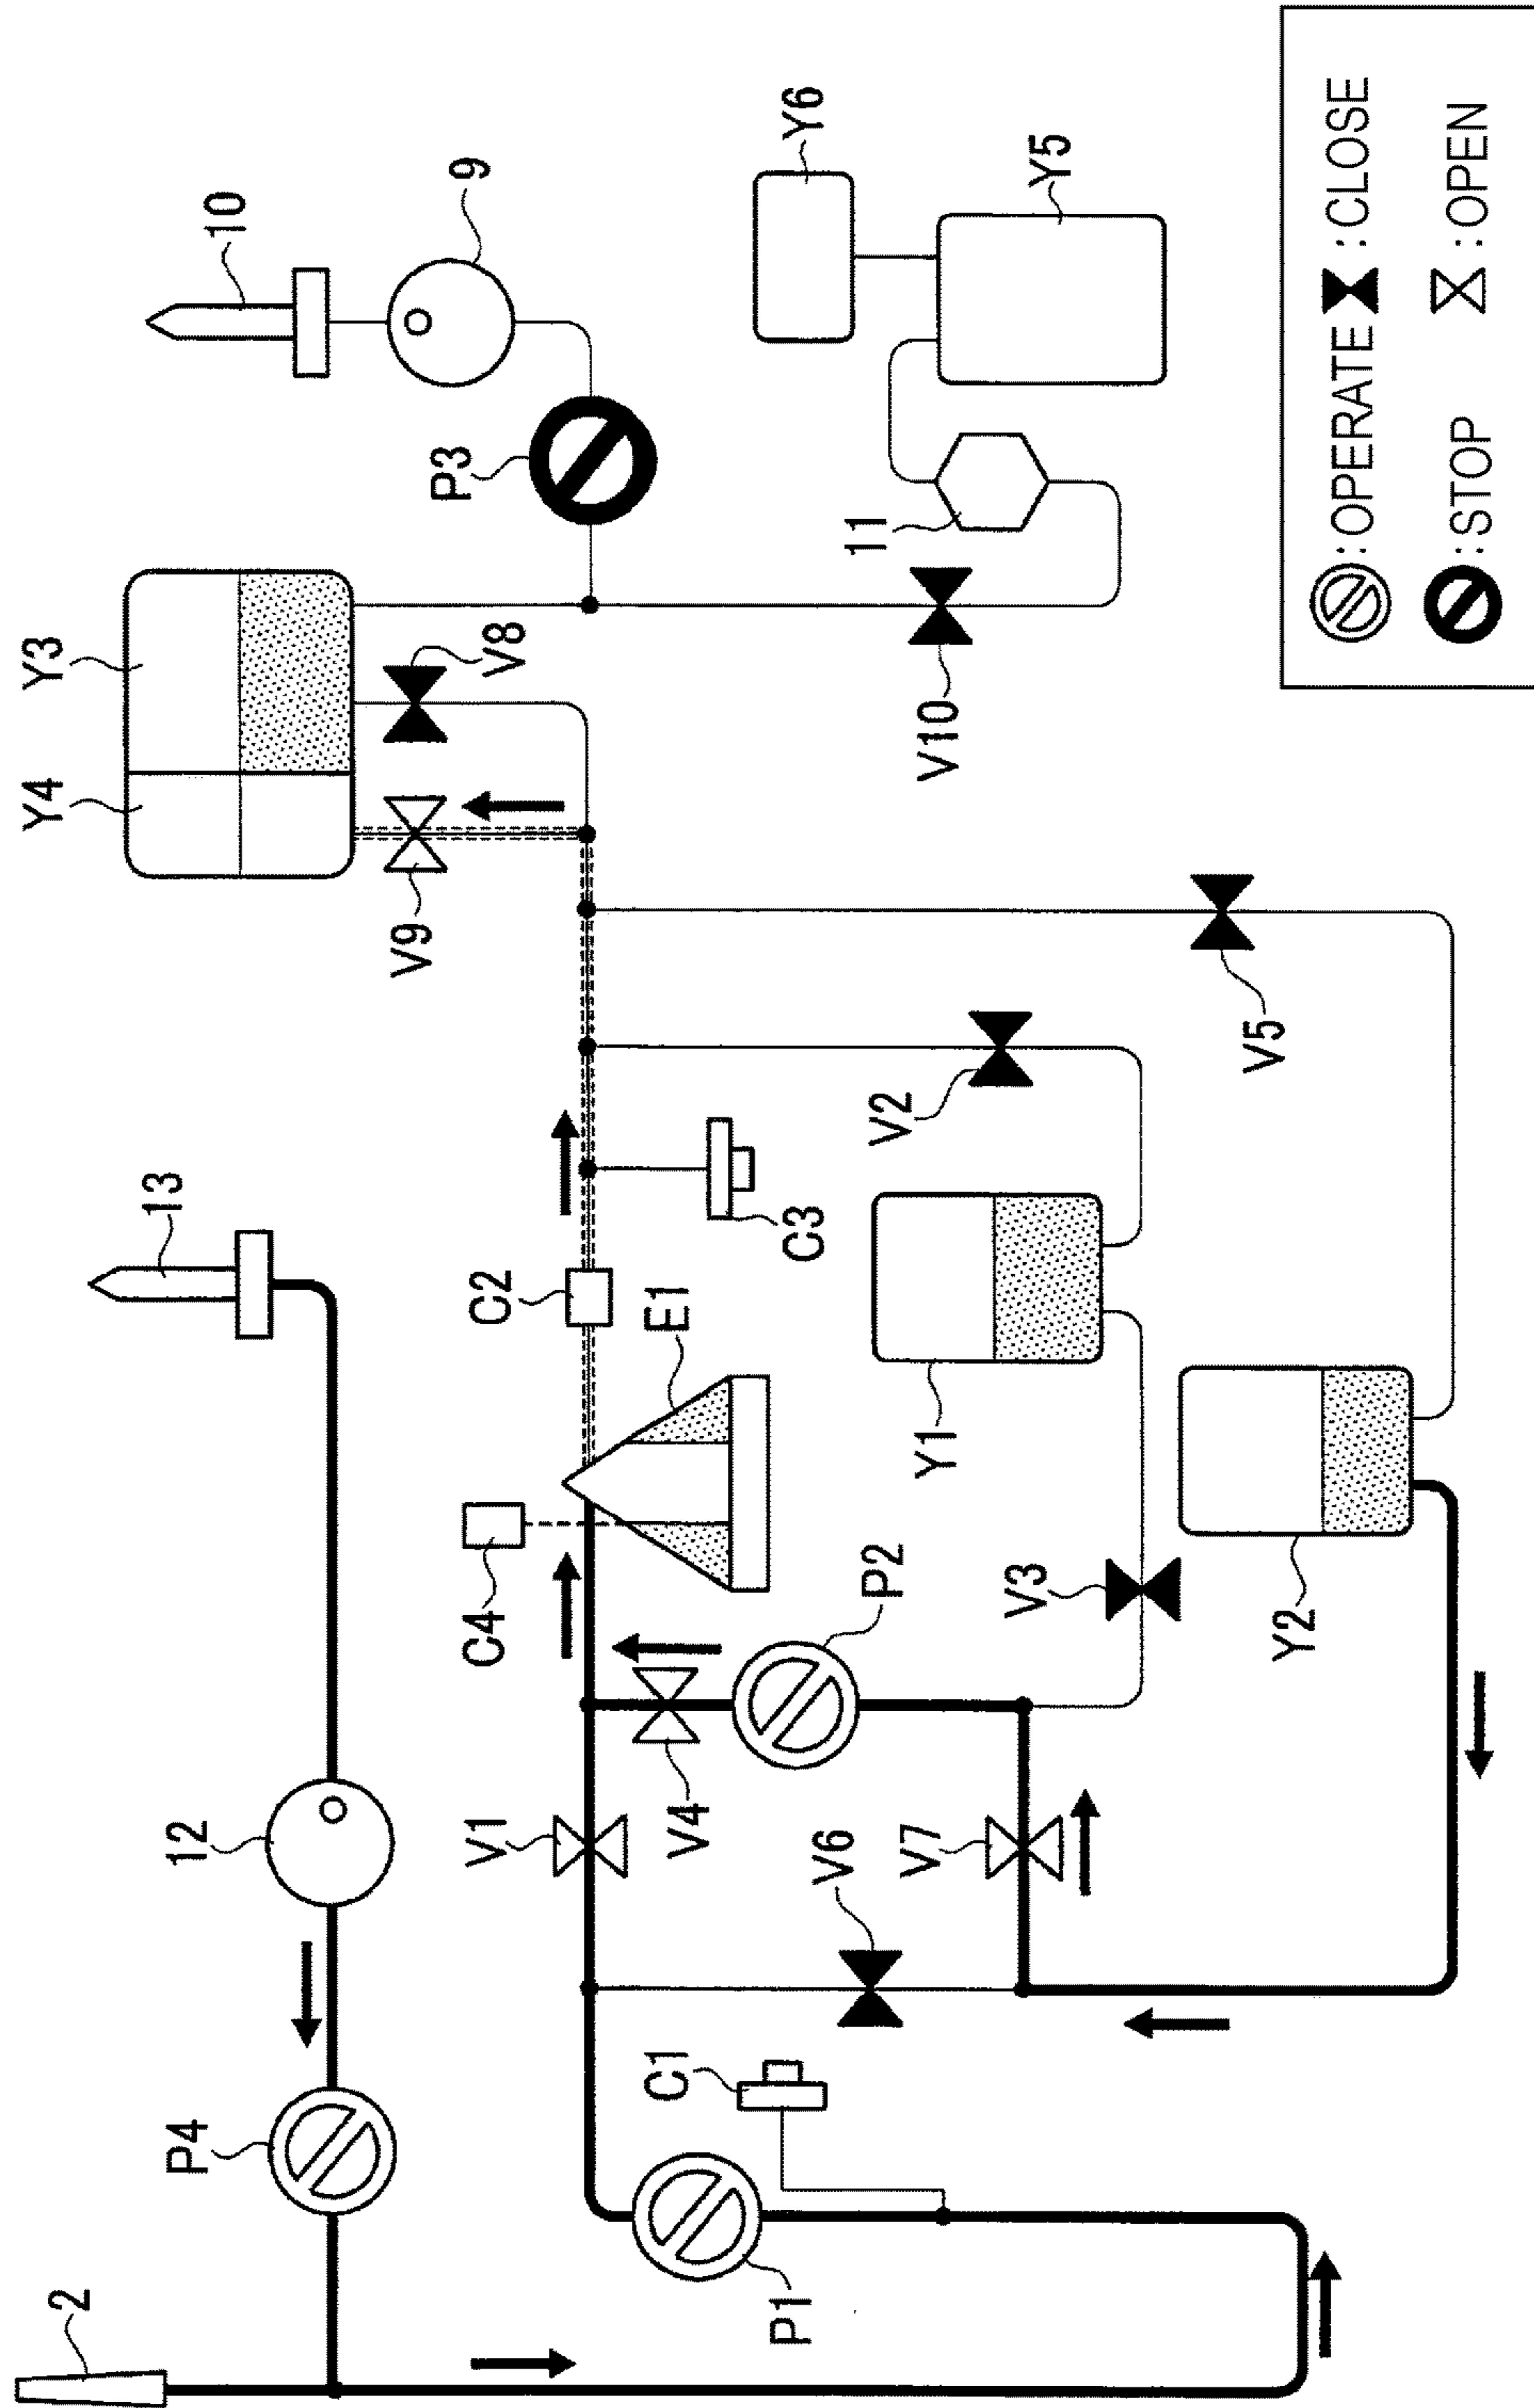 2
P4
12
13
Y4
Y3
10
9
P3
V9
V8
C4
C2
C3
E1
V1
V4
P2
P1
C1
V6
V7
V3
Y1
V2
Y2
V5
V10
11
Y6
Y5
:OPERATE
:CLOSE
:STOP
:OPEN